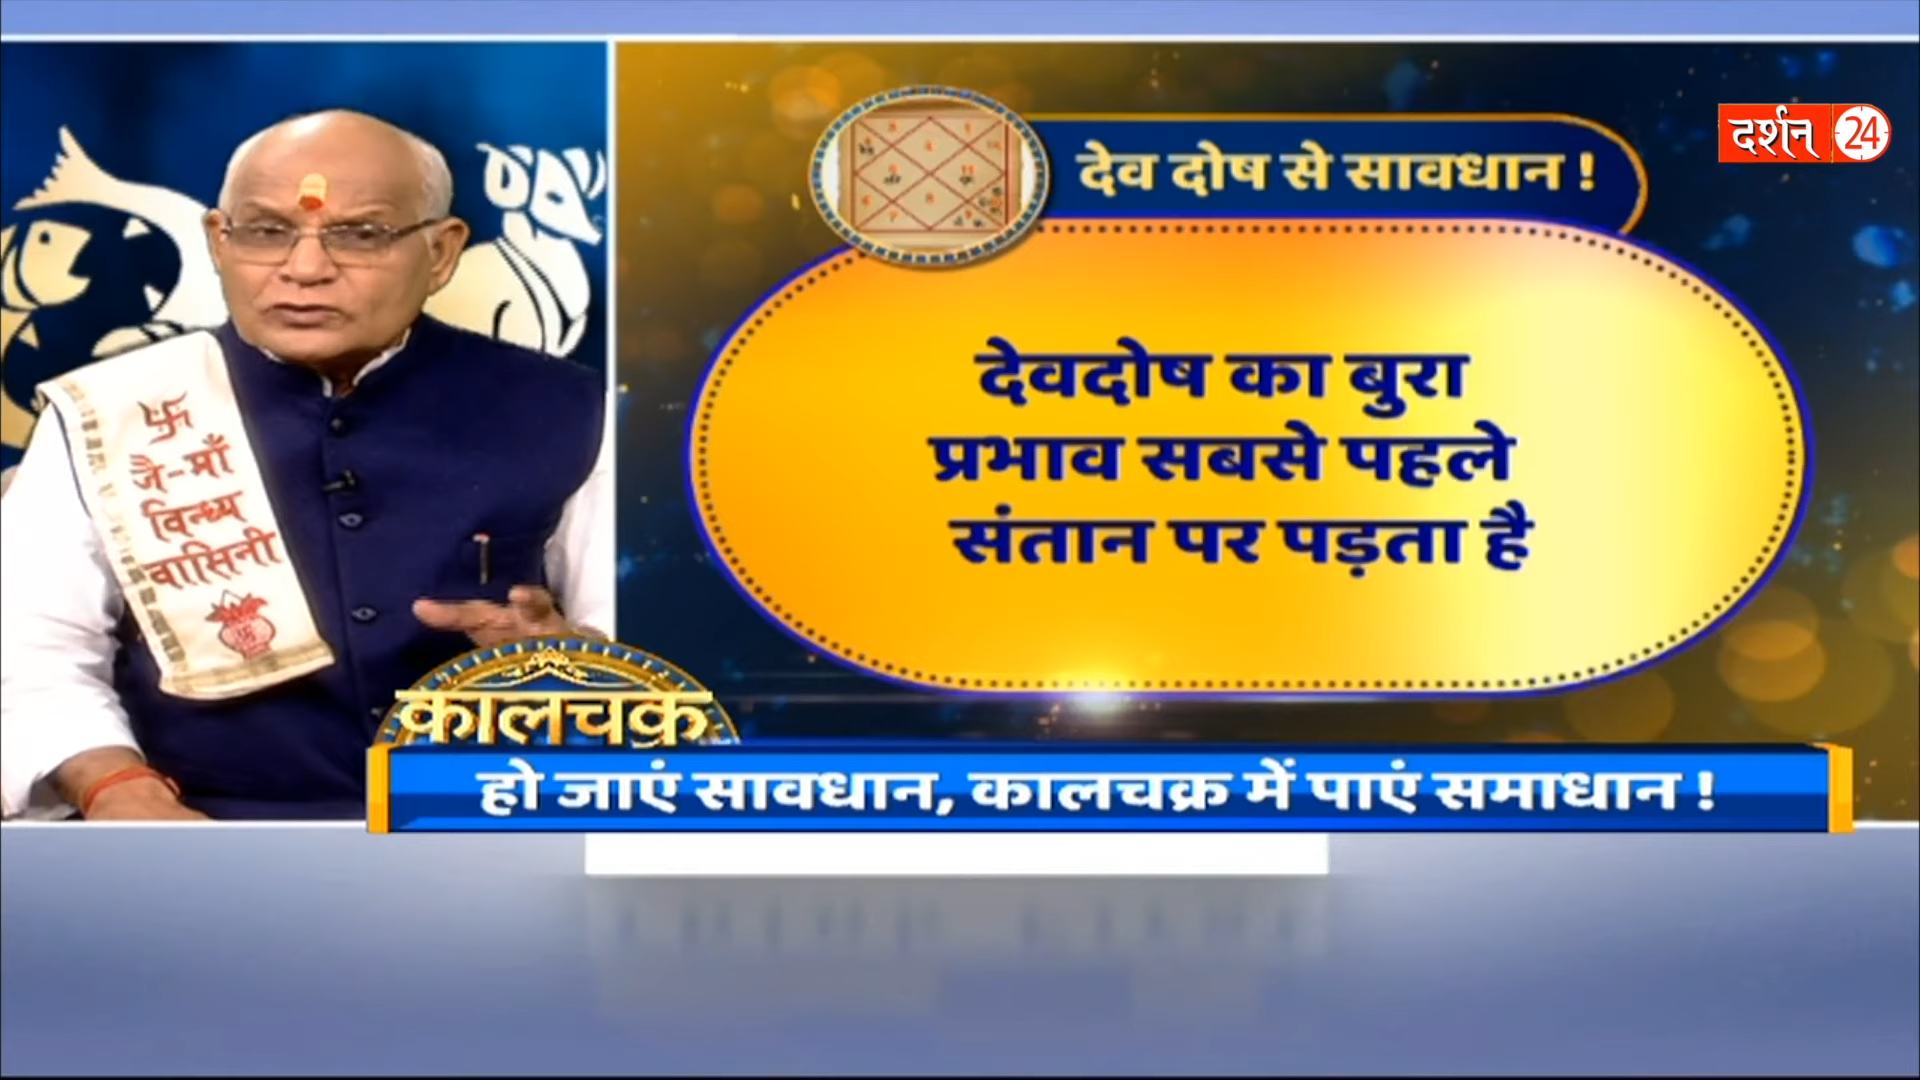 देव दोष से सावधान !
दर्शन 24
देवदोष का बुरा
प्रभाव सबसे पहले
संतान पर पड़ता है
जै-माँ
विन्ध्य
वासिनी
कालचक्र
हो जाएं सावधान, कालचक्र में पाएं समाधान !